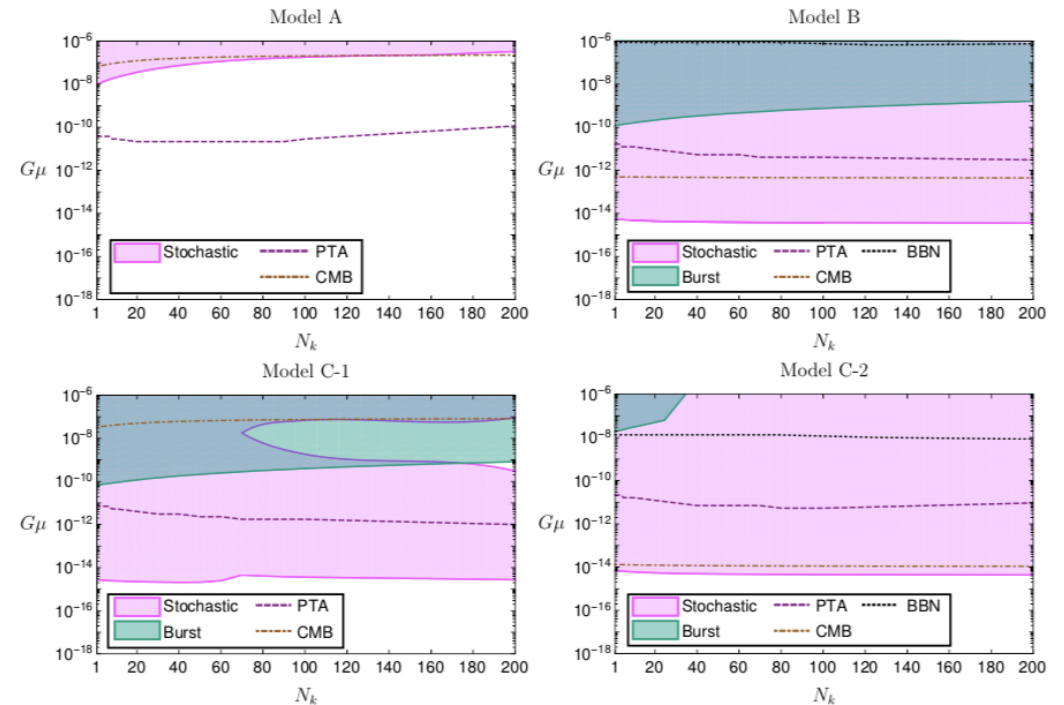 Model A
10⁻⁶
10⁻⁸
10⁻¹⁰
Gμ
10⁻¹²
10⁻¹⁴
10⁻¹⁶
10⁻¹⁸
Stochastic PTA
CMB
1 20 40 60 80 100 120 140 160 180 200
N_k
Model B
10⁻⁶
10⁻⁸
10⁻¹⁰
Gμ
10⁻¹²
10⁻¹⁴
10⁻¹⁶
10⁻¹⁸
Stochastic PTA BBN
Burst CMB
1 20 40 60 80 100 120 140 160 180 200
N_k
Model C-1
10⁻⁶
10⁻⁸
10⁻¹⁰
Gμ
10⁻¹²
10⁻¹⁴
10⁻¹⁶
10⁻¹⁸
Stochastic PTA
Burst CMB
1 20 40 60 80 100 120 140 160 180 200
N_k
Model C-2
10⁻⁶
10⁻⁸
10⁻¹⁰
Gμ
10⁻¹²
10⁻¹⁴
10⁻¹⁶
10⁻¹⁸
Stochastic PTA BBN
Burst CMB
1 20 40 60 80 100 120 140 160 180 200
N_k